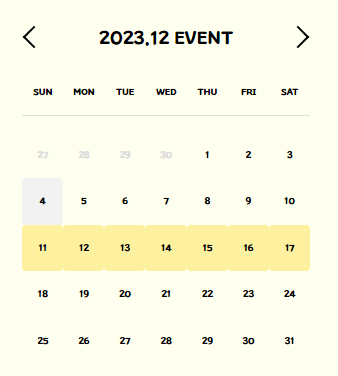 2023.12 EVENT
SUN MON TUE WED THU FRI SAT
27 28 29 30 1 2 3
4 5 6 7 8 9 10
11 12 13 14 15 16 17
18 19 20 21 22 23 24
25 26 27 28 29 30 31